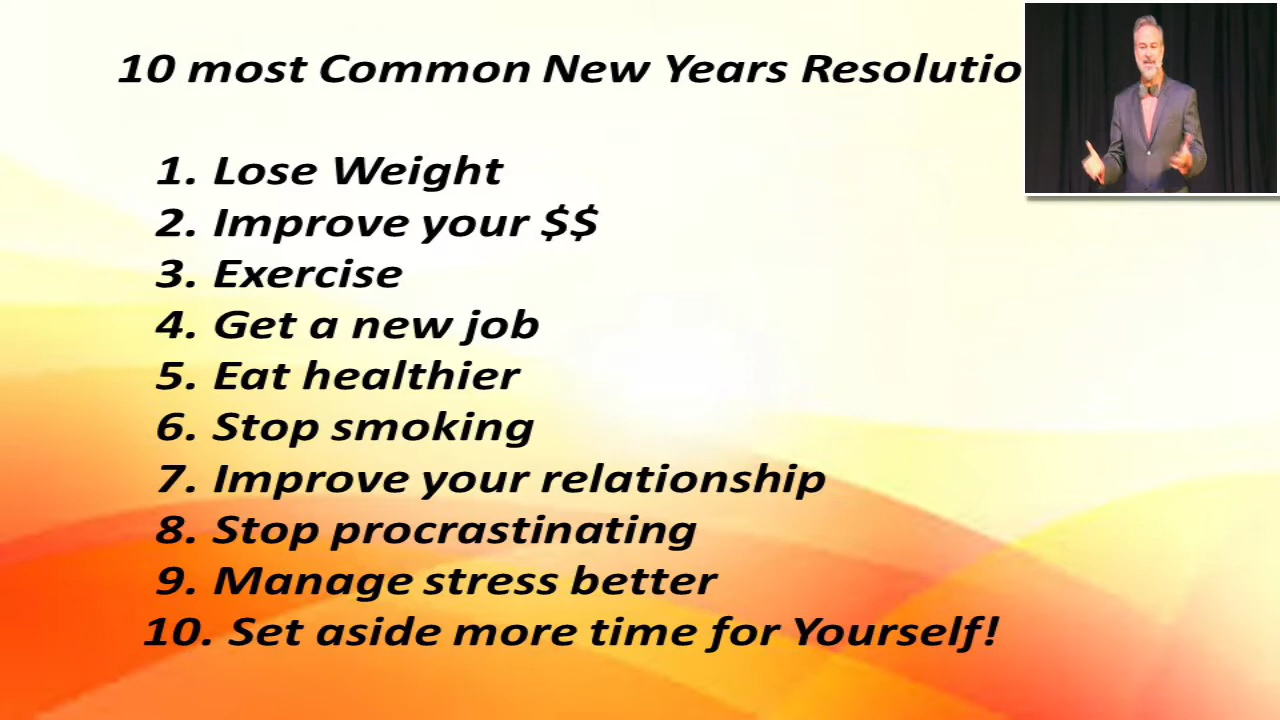 10 most Common New Years Resolutio
1. Lose Weight
2. Improve your $$
3. Exercise
4. Get a new job
5. Eat healthier
6. Stop smoking
7. Improve your relationship
8. Stop procrastinating
9. Manage stress better
10. Set aside more time for Yourself!